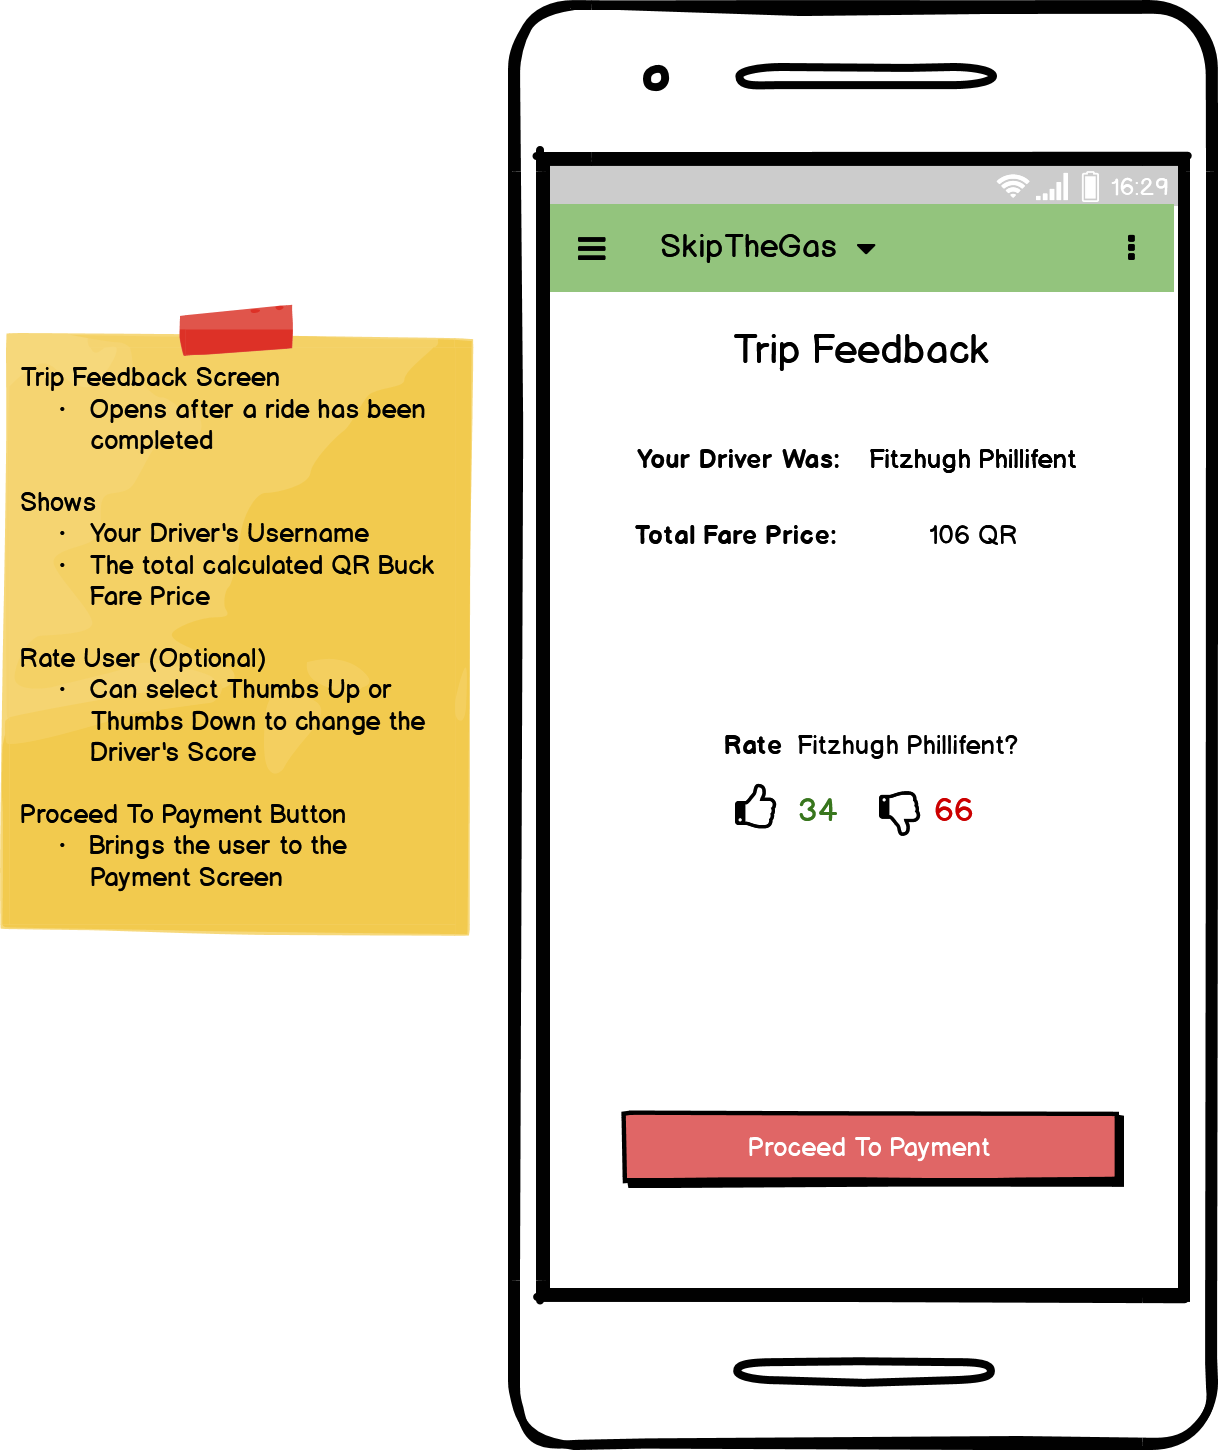 Trip Feedback Screen
· Opens after a ride has been
completed
Shows
· Your Driver's Username
· The total calculated QR Buck
Fare Price
Rate User (Optional)
· Can select Thumbs Up or
Thumbs Down to change the
Driver's Score
Proceed To Payment Button
· Brings the user to the
Payment Screen
16:29
SkipTheGas
Trip Feedback
Your Driver Was: Fitzhugh Phillifent
Total Fare Price: 106 QR
Rate Fitzhugh Phillifent?
34 66
Proceed To Payment